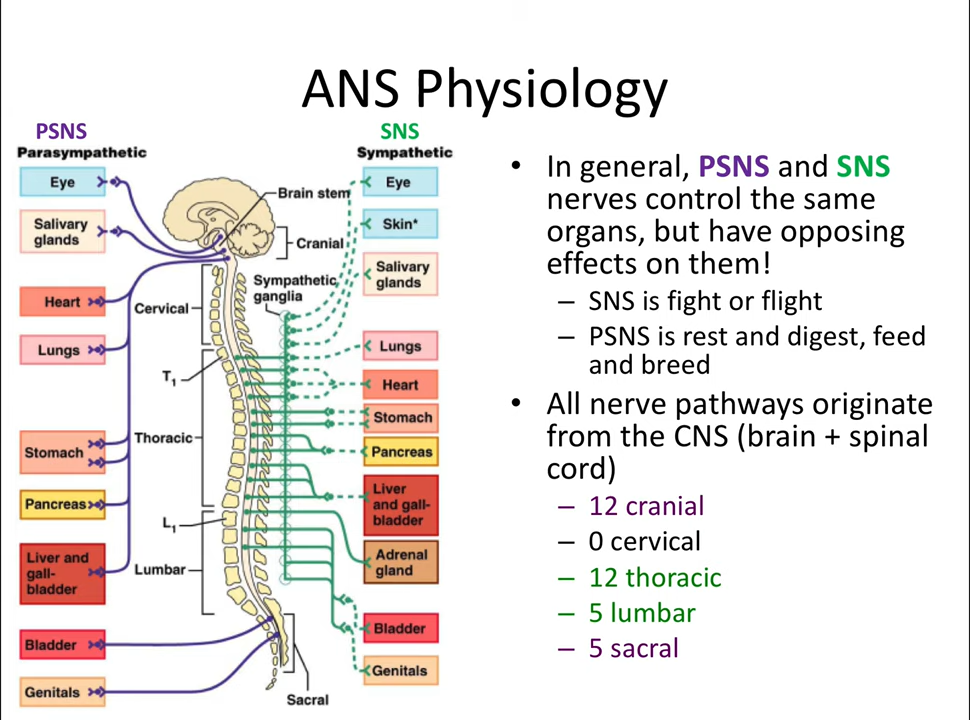 ANS Physiology
PSNS
Parasympathetic
Eye
Salivary
glands
Heart
Lungs
Stomach
Pancreas
Liver and
gall-
bladder
Bladder
Genitals
Brain stem
Cranial
Sympathetic
ganglia
Cervical
T1
Thoracic
L1
Lumbar
Sacral
SNS
Sympathetic
Eye
Skin*
Salivary
glands
Lungs
Heart
Stomach
Pancreas
Liver
and gall-
bladder
Adrenal
gland
Bladder
Genitals
• In general, PSNS and SNS
nerves control the same
organs, but have opposing
effects on them!
– SNS is fight or flight
– PSNS is rest and digest, feed
and breed
• All nerve pathways originate
from the CNS (brain + spinal
cord)
– 12 cranial
– 0 cervical
– 12 thoracic
– 5 lumbar
– 5 sacral